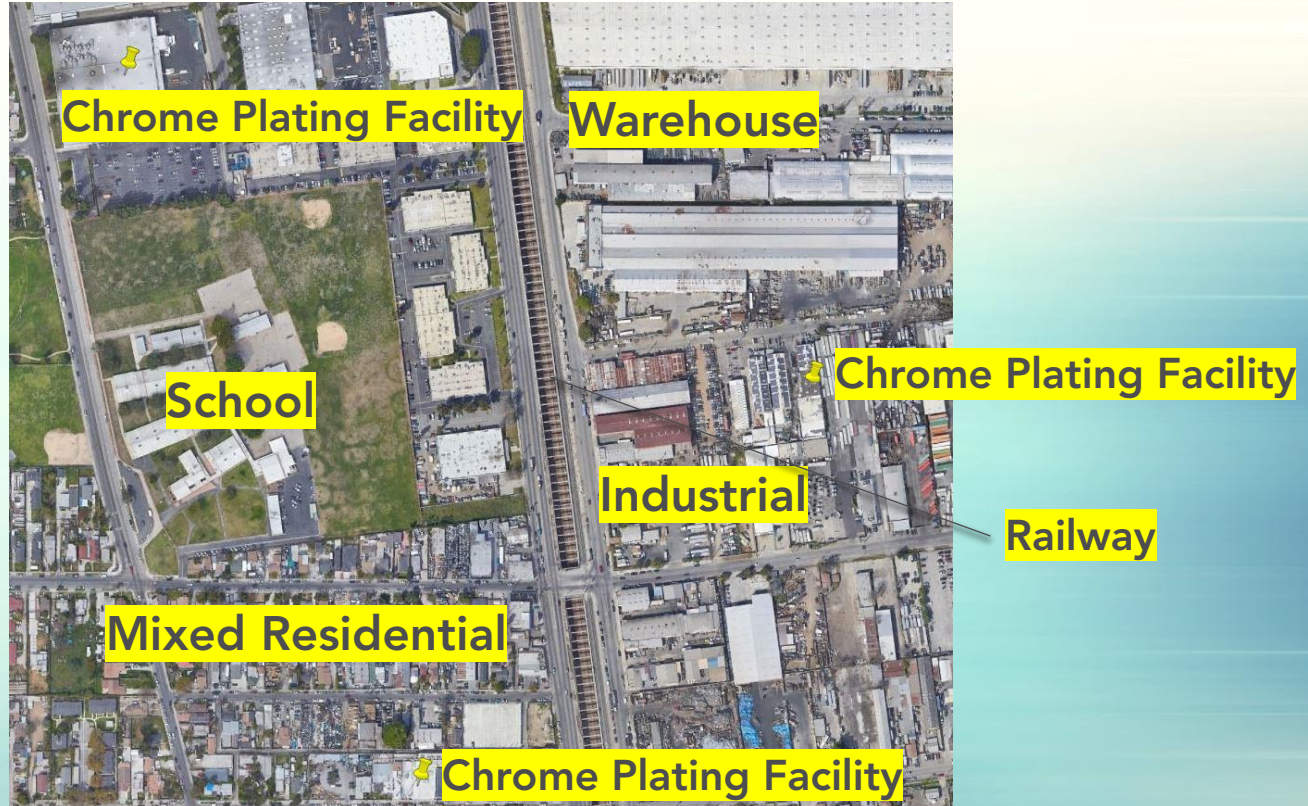 Chrome Plating Facility
Warehouse
Chrome Plating Facility
School
Industrial
Railway
Mixed Residential
Chrome Plating Facility